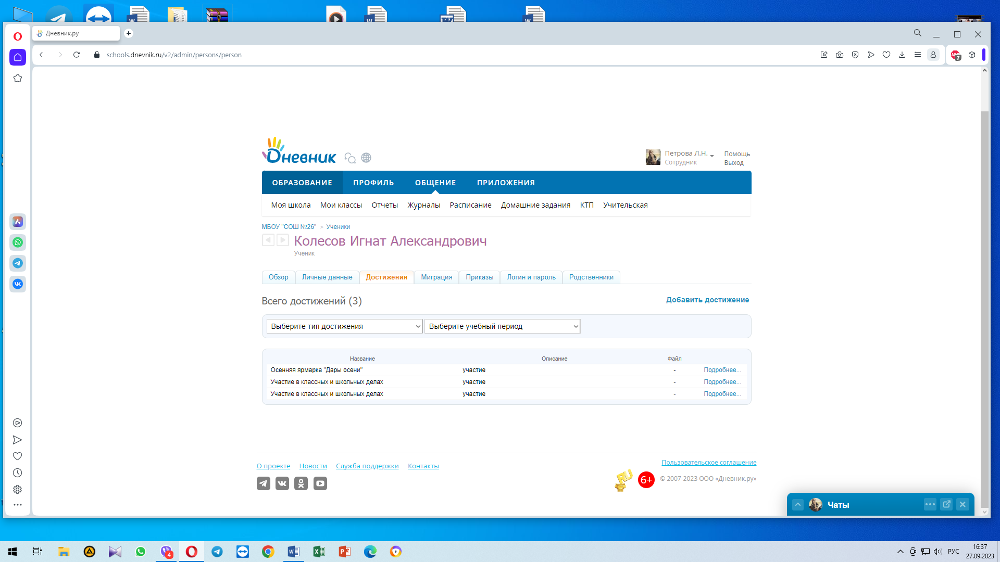 Дневник.ру
schools.dnevnik.ru/v2/admin/persons/person
7
Dневник
Петрова Л.Н.
Сотрудник
Помощь
Выход
ОБРАЗОВАНИЕ ПРОФИЛЬ ОБЩЕНИЕ ПРИЛОЖЕНИЯ
Моя школа Мои классы Отчеты Журналы Расписание Домашние задания КТП Учительская
МБОУ "СОШ №26" > Ученики
Колесов Игнат Александрович
Ученик
Обзор Личные данные Достижения Миграция Приказы Логин и пароль Родственники
Всего достижений (3) Добавить достижение
Выберите тип достижения Выберите учебный период
Название Описание Файл
Осенняя ярмарка "Дары осени" участие - Подробнее...
Участие в классных и школьных делах участие - Подробнее...
Участие в классных и школьных делах участие - Подробнее...
О проекте Новости Служба поддержки Контакты
Пользовательское соглашение
RU 6+ © 2007-2023 ООО «Дневник.ру»
Чаты
4
РУС
16:37
27.09.2023